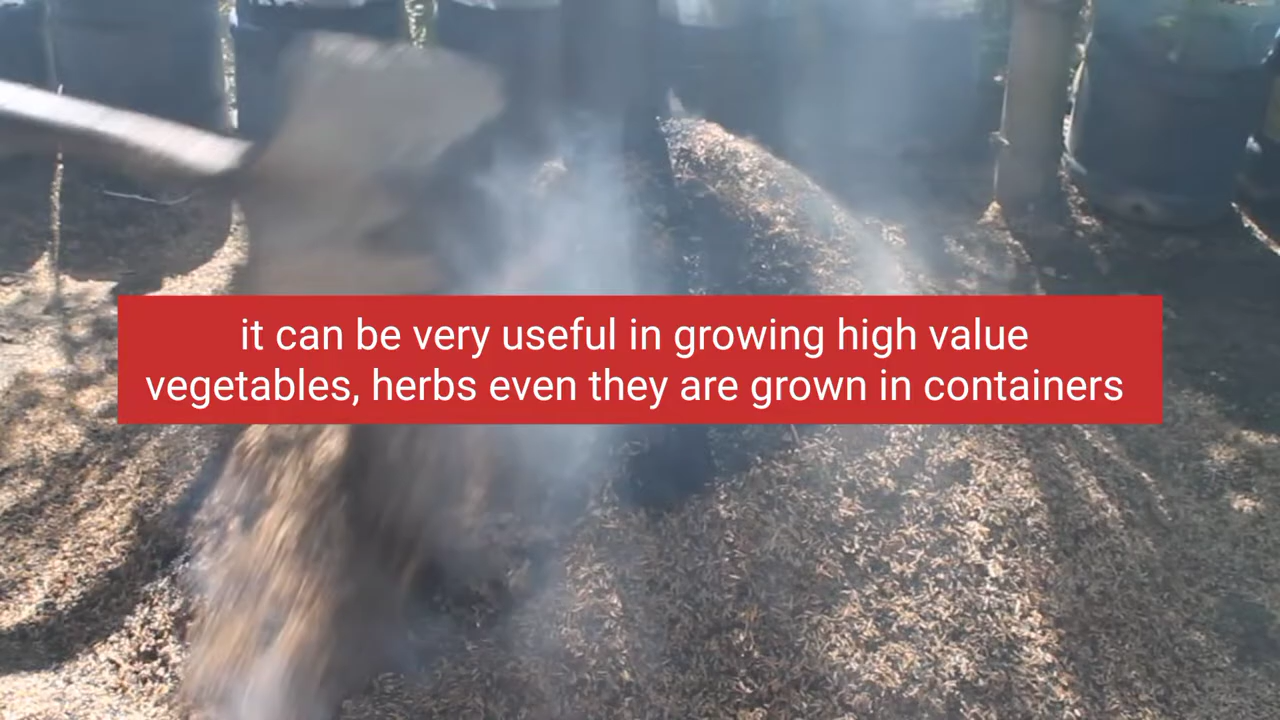 it can be very useful in growing high value
vegetables, herbs even they are grown in containers